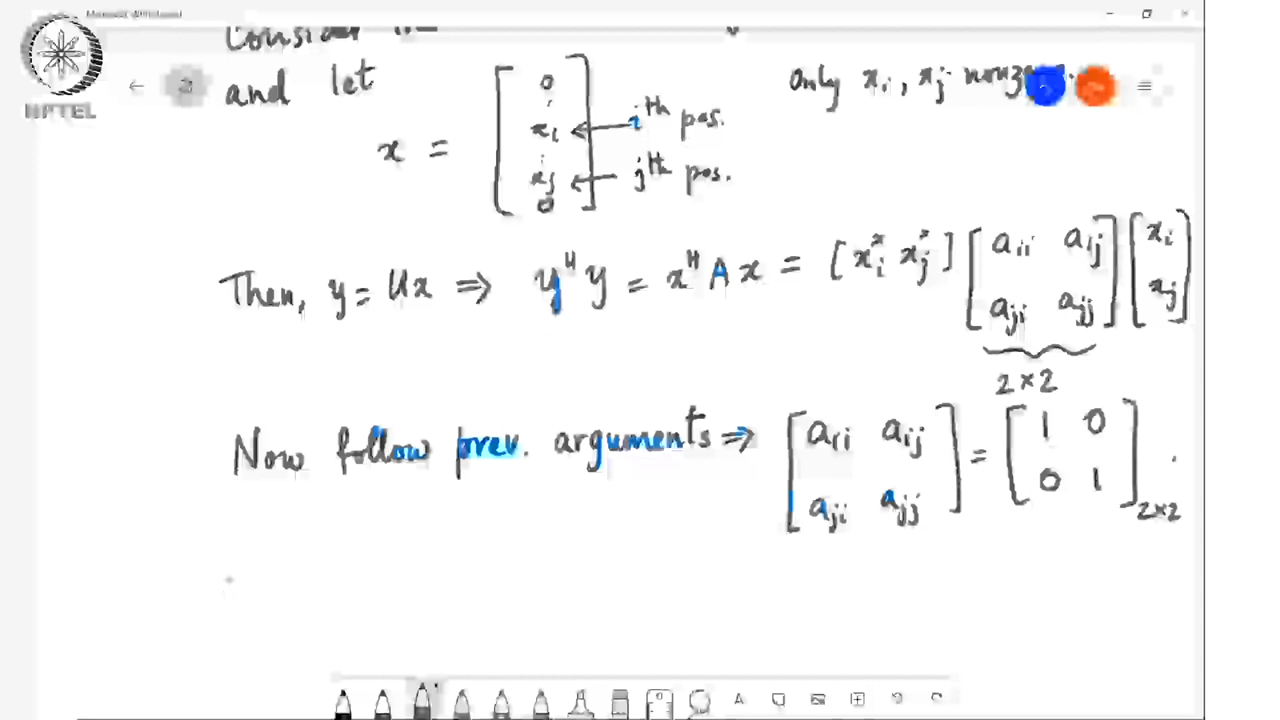 Consider
and let x = [ 0 ; ⋮ ; x_i ; ⋮ ; x_j ; 0 ] ← i^th pos. ← j^th pos. only x_i, x_j
NPTEL
Then, y = Ux ⇒ y^H y = x^H A x = [x_i^* x_j^*] [ a_ii a_ij ; a_ji a_jj ] [ x_i ; x_j ]
2×2
Now follow prev. arguments ⇒ [ a_ii a_ij ; a_ji a_jj ] = [ 1 0 ; 0 1 ]_2×2 .